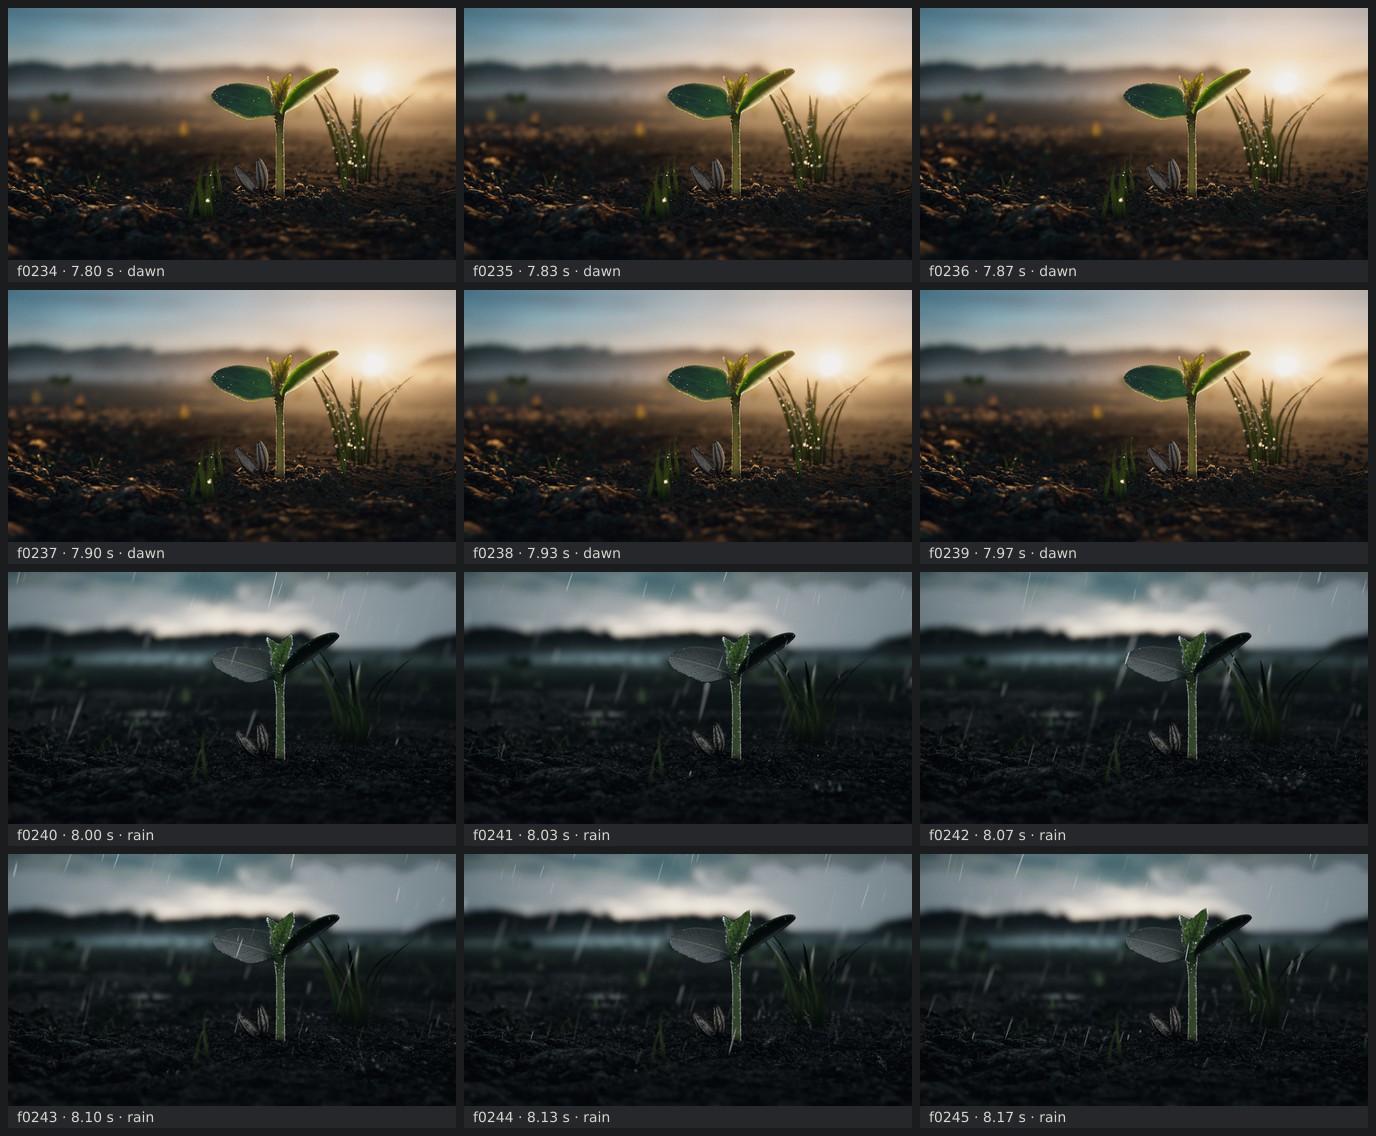 f0234 · 7.80 s · dawn
f0235 · 7.83 s · dawn
f0236 · 7.87 s · dawn
f0237 · 7.90 s · dawn
f0238 · 7.93 s · dawn
f0239 · 7.97 s · dawn
f0240 · 8.00 s · rain
f0241 · 8.03 s · rain
f0242 · 8.07 s · rain
f0243 · 8.10 s · rain
f0244 · 8.13 s · rain
f0245 · 8.17 s · rain